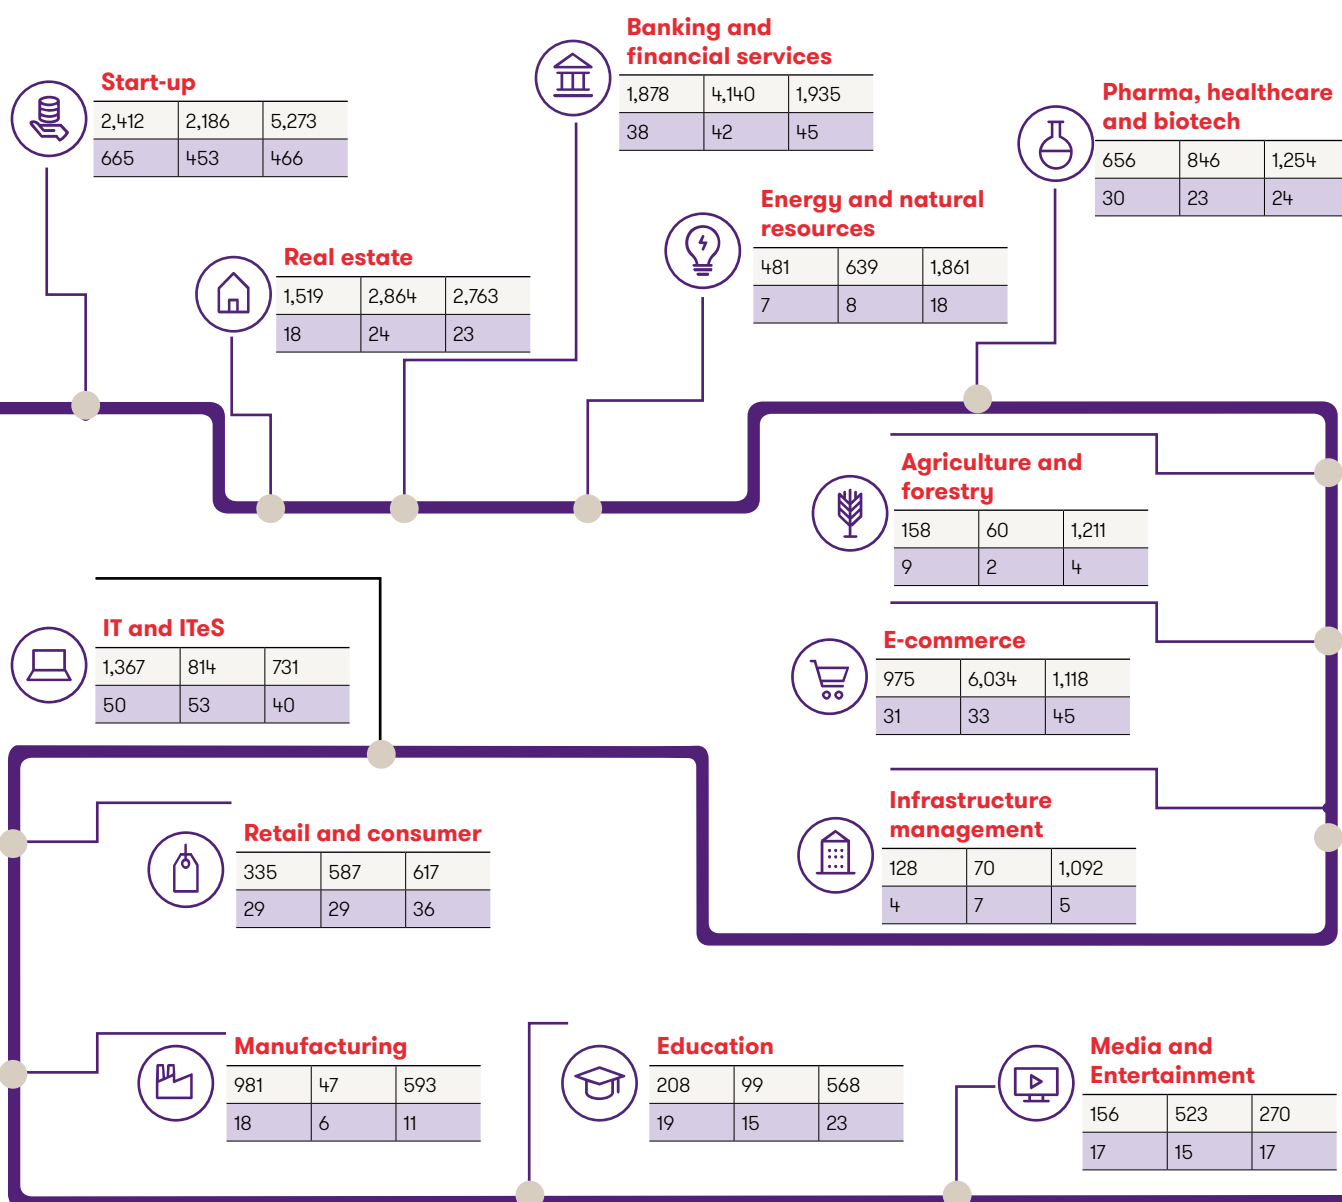 Start-up
2,412 2,186 5,273
665 453 466
Banking and
financial services
1,878 4,140 1,935
38 42 45
Pharma, healthcare
and biotech
656 846 1,254
30 23 24
Real estate
1,519 2,864 2,763
18 24 23
Energy and natural
resources
481 639 1,861
7 8 18
Agriculture and
forestry
158 60 1,211
9 2 4
IT and ITeS
1,367 814 731
50 53 40
E-commerce
975 6,034 1,118
31 33 45
Infrastructure
management
128 70 1,092
4 7 5
Retail and consumer
335 587 617
29 29 36
Manufacturing
981 47 593
18 6 11
Education
208 99 568
19 15 23
Media and
Entertainment
156 523 270
17 15 17